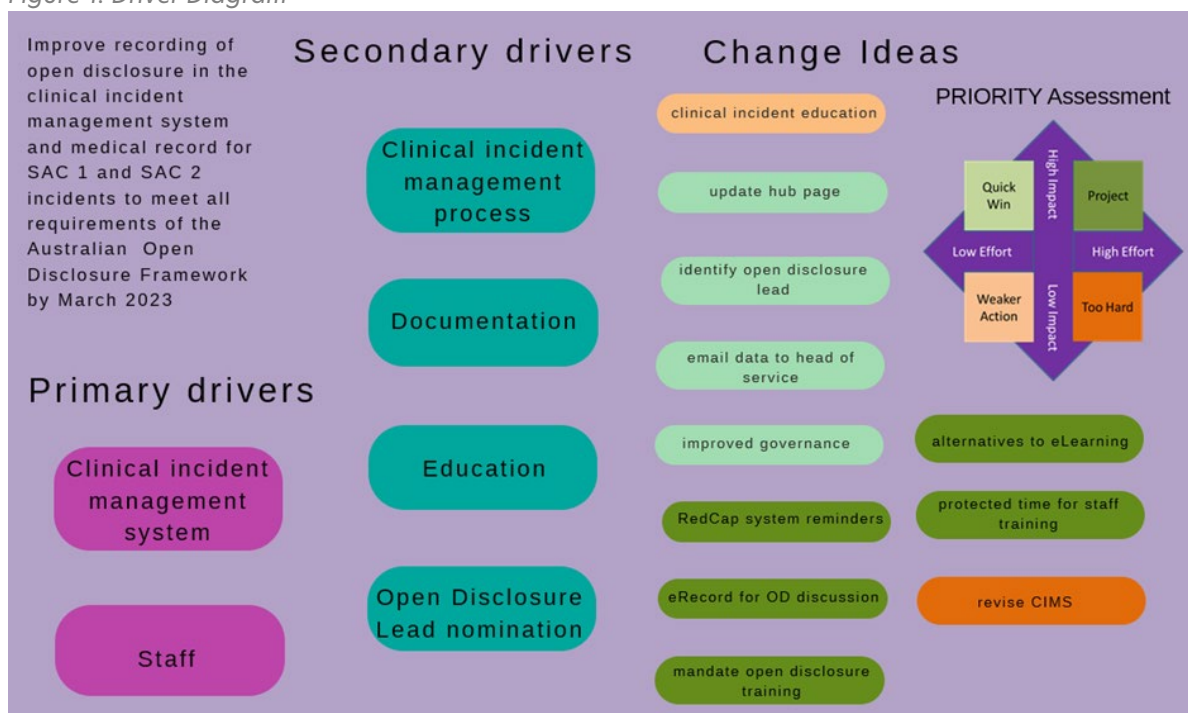 Improve recording of
open disclosure in the
clinical incident
management system
and medical record for
SAC 1 and SAC 2
incidents to meet all
requirements of the
Australian Open
Disclosure Framework
by March 2023
Primary drivers
Clinical incident
management
system
Staff
Secondary drivers
Clinical incident
management
process
Documentation
Education
Open Disclosure
Lead nomination
Change Ideas
clinical incident education
update hub page
identify open disclosure
lead
email data to head of
service
improved governance
RedCap system reminders
eRecord for OD discussion
mandate open disclosure
training
PRIORITY Assessment
High Impact
Quick
Win
Project
Low Effort
High Effort
Weaker
Action
Low Impact
Too Hard
alternatives to eLearning
protected time for staff
training
revise CIMS